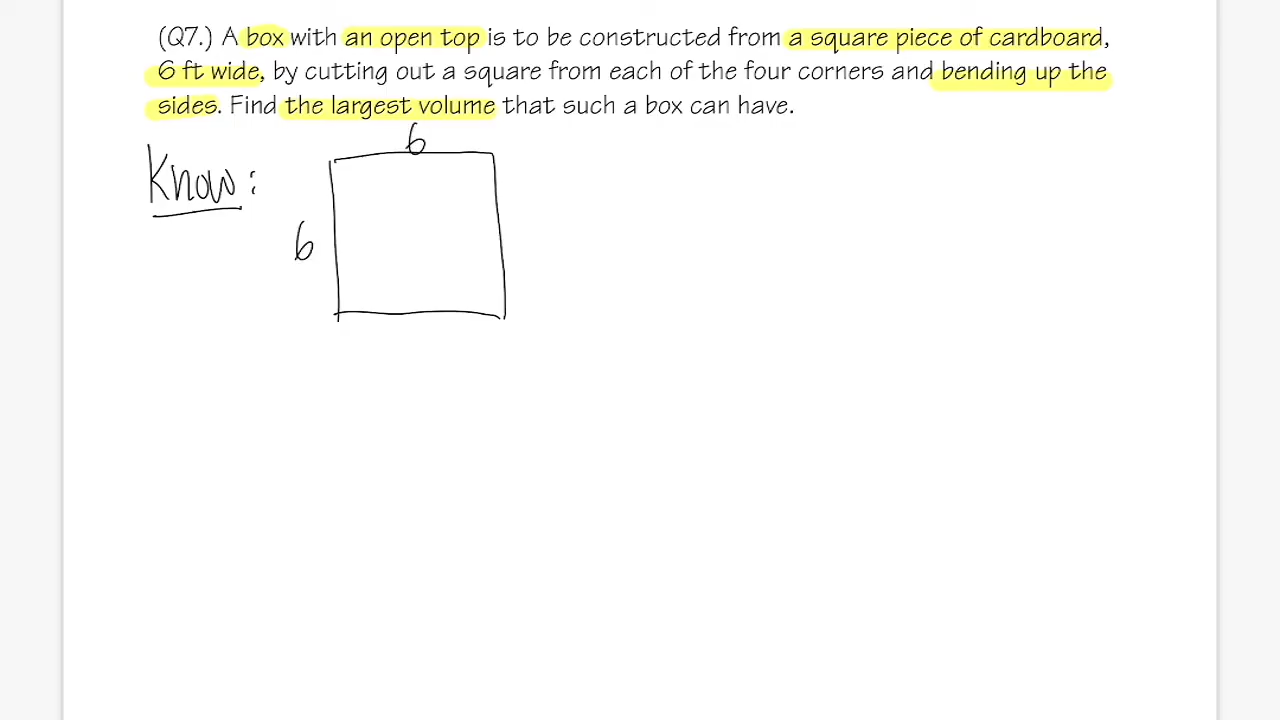 (Q7.) A box with an open top is to be constructed from a square piece of cardboard,
6 ft wide, by cutting out a square from each of the four corners and bending up the
sides. Find the largest volume that such a box can have.
6
Know:
6